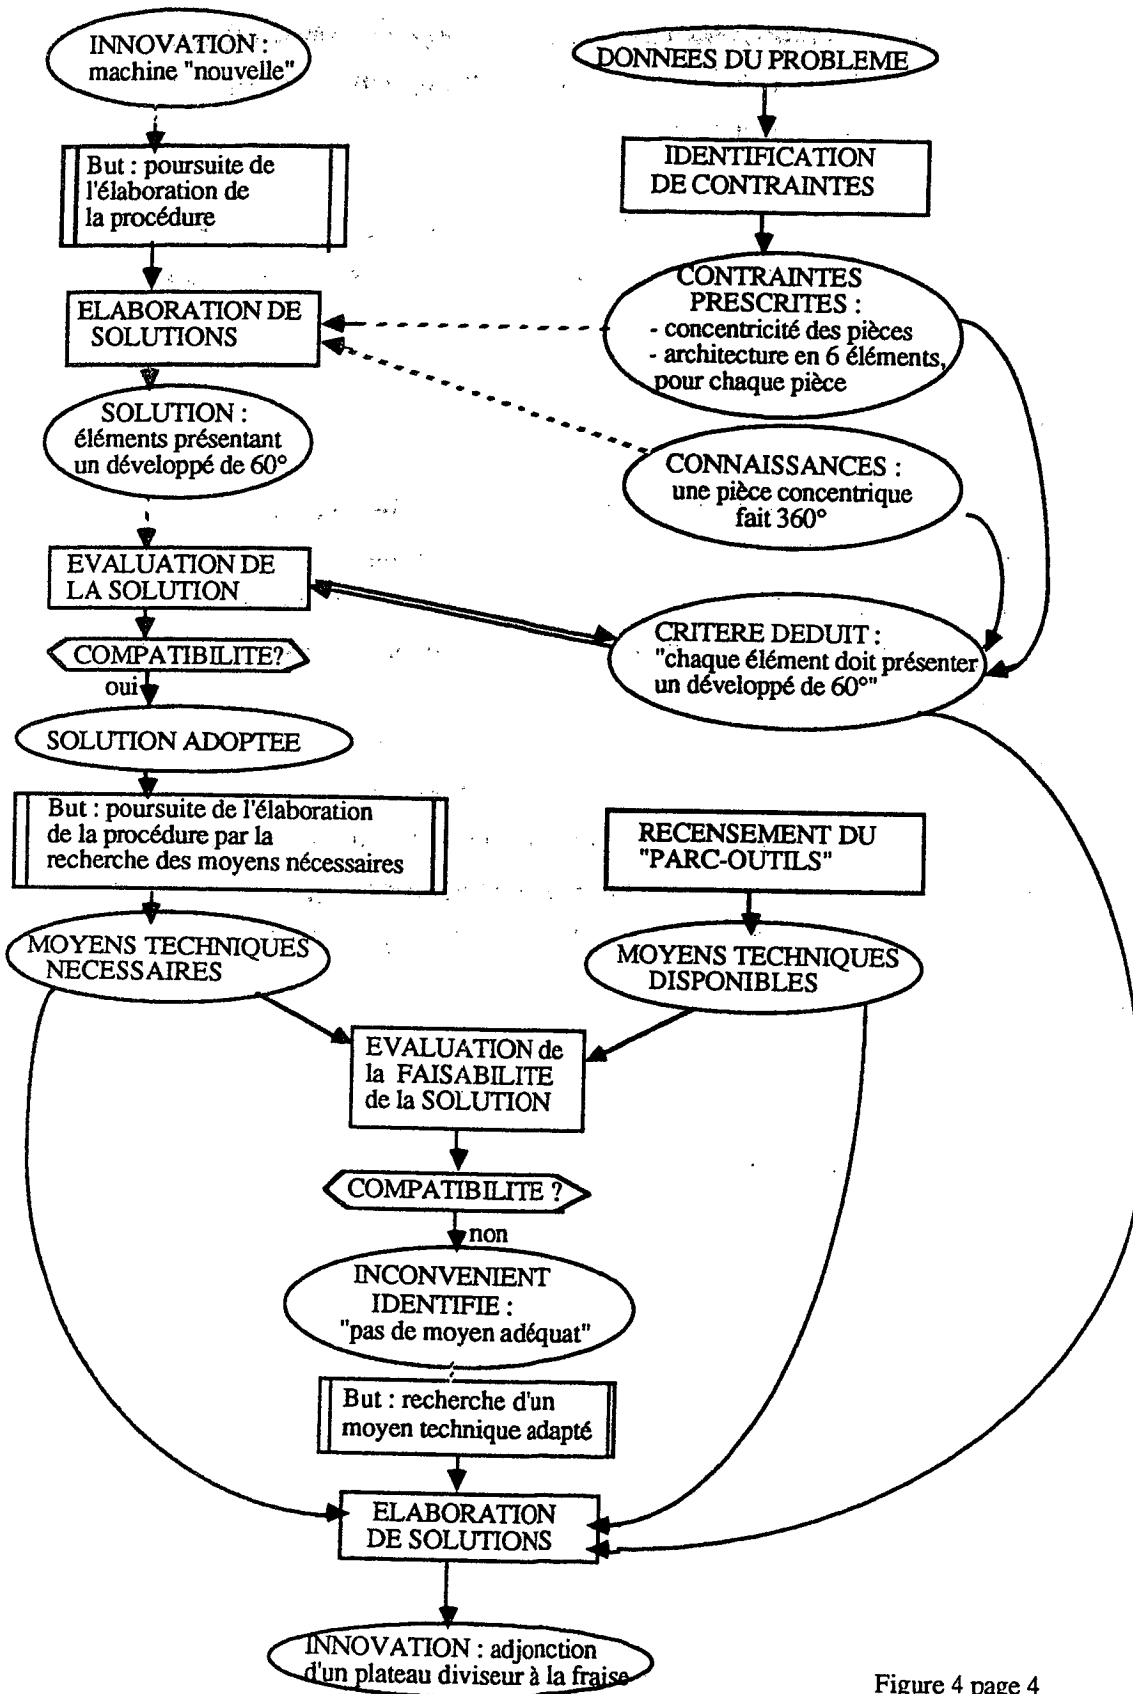 INNOVATION :
machine "nouvelle"
DONNEES DU PROBLEME
But : poursuite de
l'élaboration de
la procédure
IDENTIFICATION
DE CONTRAINTES
ELABORATION DE
SOLUTIONS
CONTRAINTES
PRESCRITES :
- concentricité des pièces
- architecture en 6 éléments,
pour chaque pièce
SOLUTION :
éléments présentant
un développé de 60°
CONNAISSANCES :
une pièce concentrique
fait 360°
EVALUATION DE
LA SOLUTION
COMPATIBILITE?
oui
CRITERE DEDUIT :
"chaque élément doit présenter
un développé de 60°"
SOLUTION ADOPTEE
But : poursuite de l'élaboration
de la procédure par la
recherche des moyens nécessaires
RECENSEMENT DU
"PARC-OUTILS"
MOYENS TECHNIQUES
NECESSAIRES
MOYENS TECHNIQUES
DISPONIBLES
EVALUATION de
la FAISABILITE
de la SOLUTION
COMPATIBILITE ?
non
INCONVENIENT
IDENTIFIE :
"pas de moyen adéquat"
But : recherche d'un
moyen technique adapté
ELABORATION
DE SOLUTIONS
INNOVATION : adjonction
d'un plateau diviseur à la fraise
Figure 4 page 4